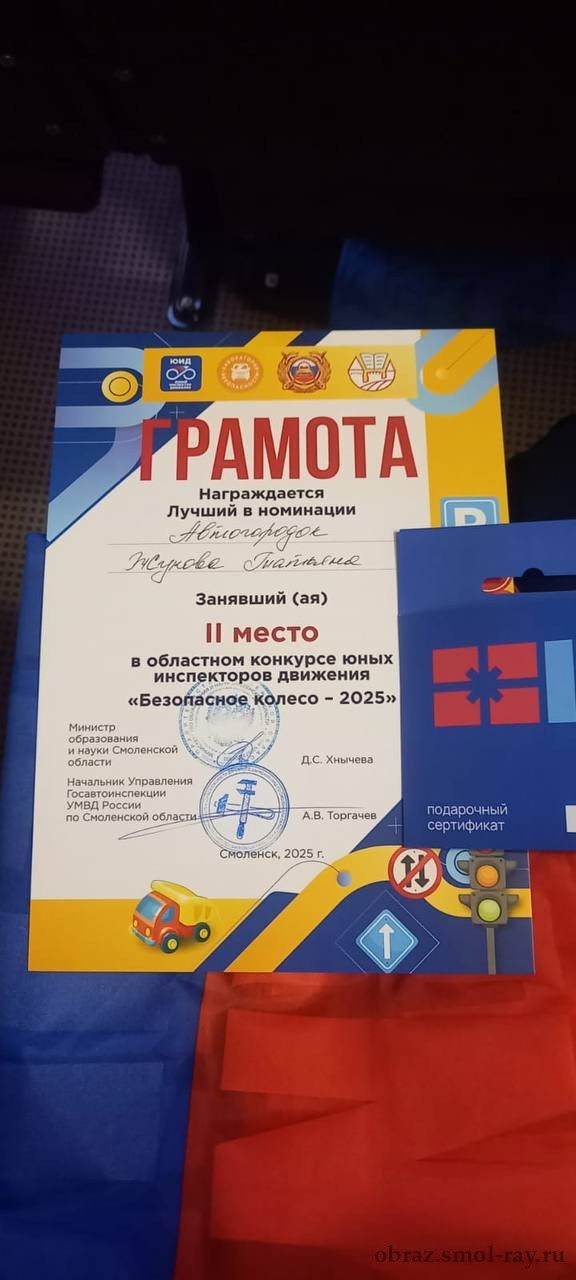 ЮИД
ГРАМОТА
Награждается
Лучший в номинации
Автогородок
Жукова Татьяна
Занявший (ая)
II место
в областном конкурсе юных
инспекторов движения
«Безопасное колесо – 2025»
Министр
образования
и науки Смоленской
области
Д.С. Хнычева
Начальник Управления
Госавтоинспекции
УМВД России
по Смоленской области
А.В. Торгачев
Смоленск, 2025 г.
подарочный
сертификат
obraz.smol-ray.ru